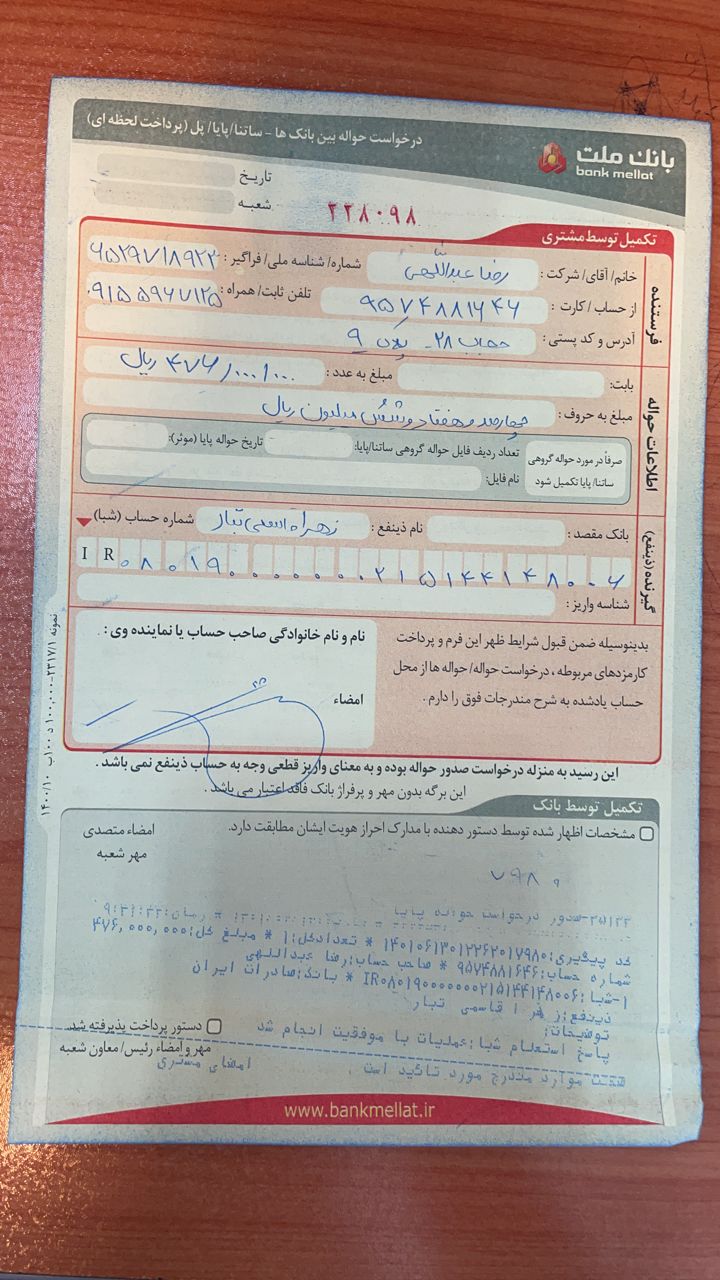 بانک ملت
bank mellat
درخواست حواله بین بانک ها - ساتنا/پایا/پل (پرداخت لحظه ای)
تاریخ
شعبه
۲۲۸۰۹۸
تکمیل توسط مشتری
فرستنده
خانم/ آقای/ شرکت : رضا عبداللهی شماره/ شناسه ملی/ فراگیر :
از حساب / کارت : ۹۵۷۴۸۸۱۶۴۶ تلفن ثابت/ همراه : ۰۹۱۵۵۹۶۷۱۲۵
آدرس و کد پستی : حجاب ۲۸- پلاک ۹
اطلاعات حواله
بابت: مبلغ به عدد : ۴۷۶/۰۰۰/۰۰۰ ریال
مبلغ به حروف : چهارصد و هفتاد و شش میلیون ریال
صرفاً در مورد حواله گروهی ساتنا/ پایا تکمیل شود
تعداد ردیف فایل حواله گروهی ساتنا/پایا: تاریخ حواله پایا (موثر):
نام فایل:
گیرنده (ذینفع)
بانک مقصد : نام ذینفع : زهرا قاسمی تبار شماره حساب (شبا)
IR ۰۸۰۱۹۰۰۰۰۰۰۰۲۱۵۱۴۴۱۴۸۰۰۶
شناسه واریز :
بدینوسیله ضمن قبول شرایط ظهر این فرم و پرداخت
کارمزدهای مربوطه ، درخواست حواله/ حواله ها از محل
حساب یادشده به شرح مندرجات فوق را دارم .
نام و نام خانوادگی صاحب حساب یا نماینده وی :
امضاء
این رسید به منزله درخواست صدور حواله بوده و به معنای واریز قطعی وجه به حساب ذینفع نمی باشد .
این برگه بدون مهر و پرفراژ بانک فاقد اعتبار می باشد .
تکمیل توسط بانک
مشخصات اظهار شده توسط دستور دهنده با مدارک احراز هویت ایشان مطابقت دارد.
امضاء متصدی
مهر شعبه
۷۹۸۰
۲۵۱۲۲-صدور درخواست حواله پایا
کد پیگیری:۱۴۰۱۰۶۱۳۰۱۲۲۶۲۰۱۷۹۸۰ * تعدادکل:۱ * مبلغ کل:۴۷۶,۰۰۰,۰۰۰
شماره حساب:۹۵۷۴۸۸۱۶۴۶ * صاحب حساب:رضا عبداللهی
۱-شبا:IR۰۸۰۱۹۰۰۰۰۰۰۰۲۱۵۱۴۴۱۴۸۰۰۶ * بانک:صادرات ایران
ذینفع:زهرا قاسمی تبار
توضیحات:
پاسخ استعلام شبا:عملیات با موفقیت انجام شد
دستور پرداخت پذیرفته شد.
مهر و امضاء رئیس/ معاون شعبه
صحت موارد مندرج مورد تائید است . امضای مشتری
www.bankmellat.ir
نمونه ۲۳۱۷/۱-۱۰۰,۰۰۰ د ۱۰۰ب ۱۴۰۰/۱۰